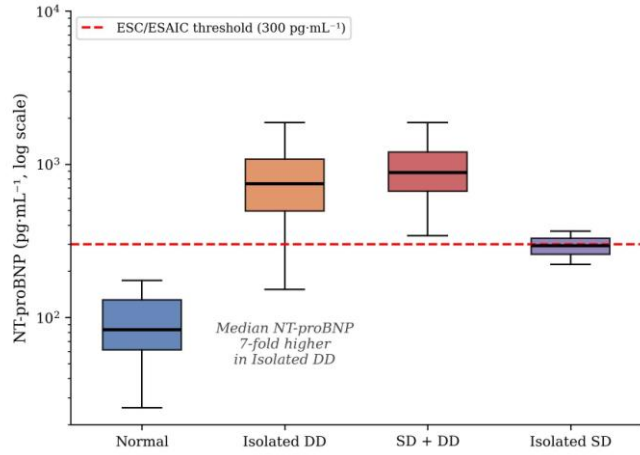 10⁴
ESC/ESAIC threshold (300 pg·mL⁻¹)
10³
10²
NT-proBNP (pg·mL⁻¹, log scale)
Median NT-proBNP
7-fold higher
in Isolated DD
Normal Isolated DD SD + DD Isolated SD